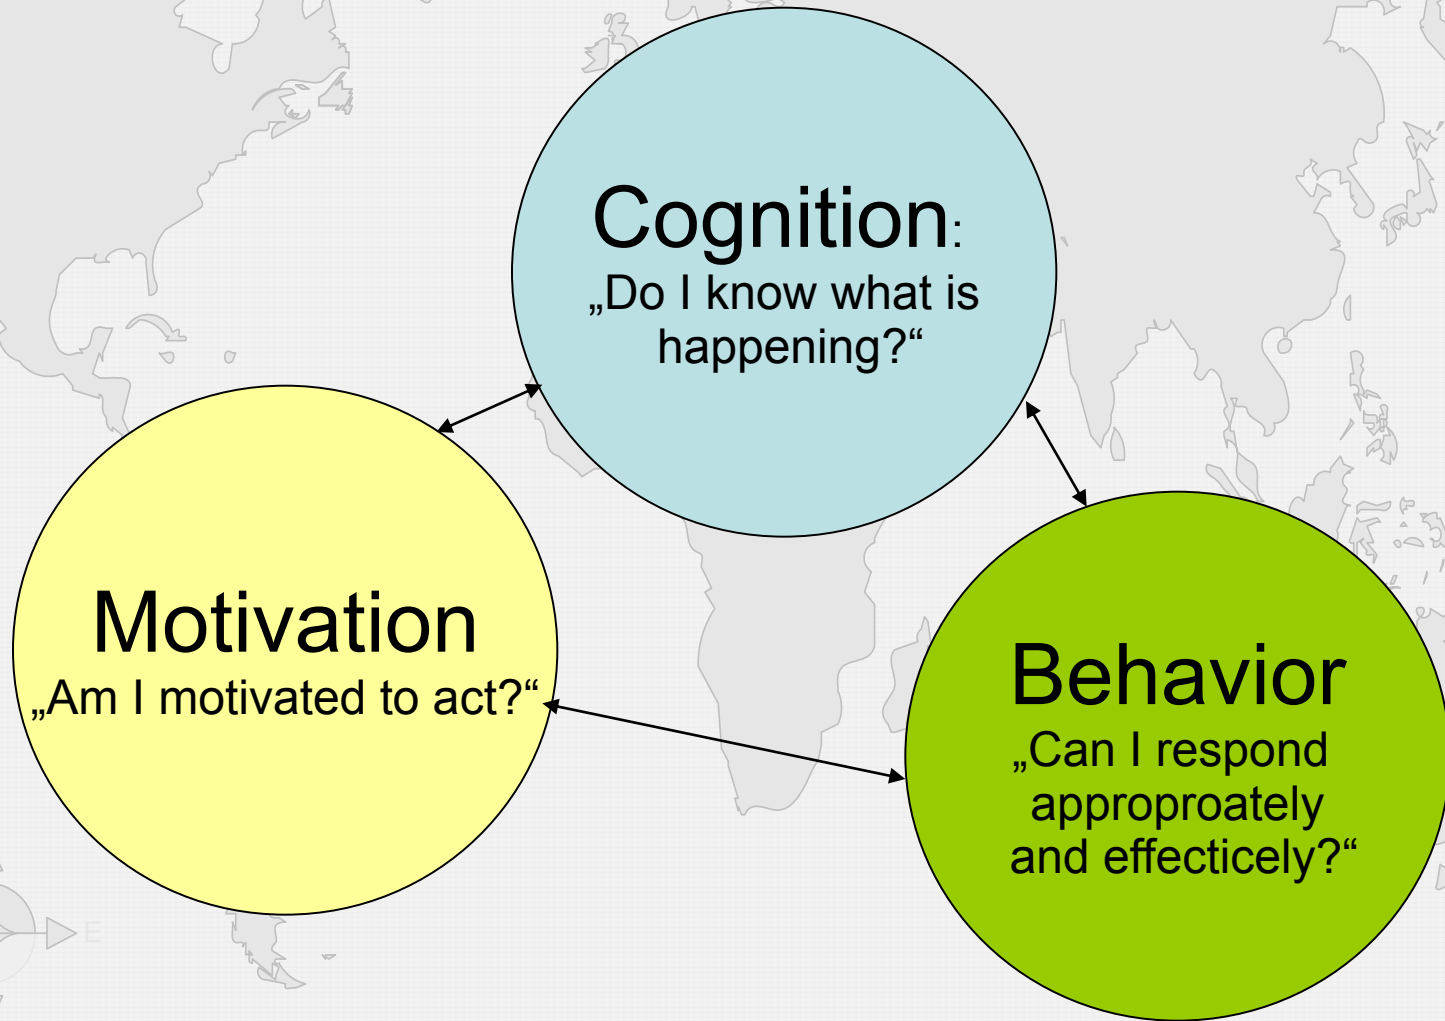 Cognition:
„Do I know what is
happening?“
Motivation
„Am I motivated to act?“
Behavior
„Can I respond
approproately
and effecticely?“
E